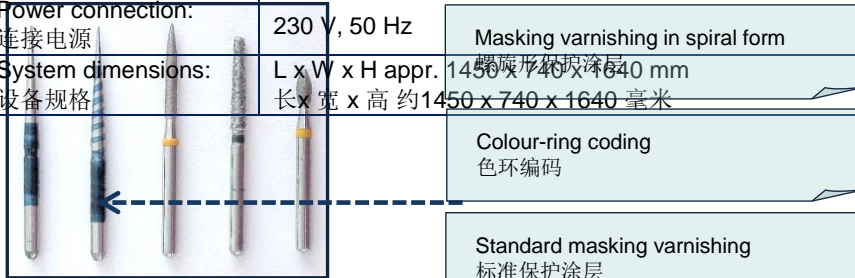 Power connection:
连接电源
230 V, 50 Hz
System dimensions:
设备规格
L x W x H appr. 1450 x 740 x 1640 mm
长x 宽 x 高 约1450 x 740 x 1640 毫米
Masking varnishing in spiral form
螺旋形保护涂层
Colour-ring coding
色环编码
Standard masking varnishing
标准保护涂层